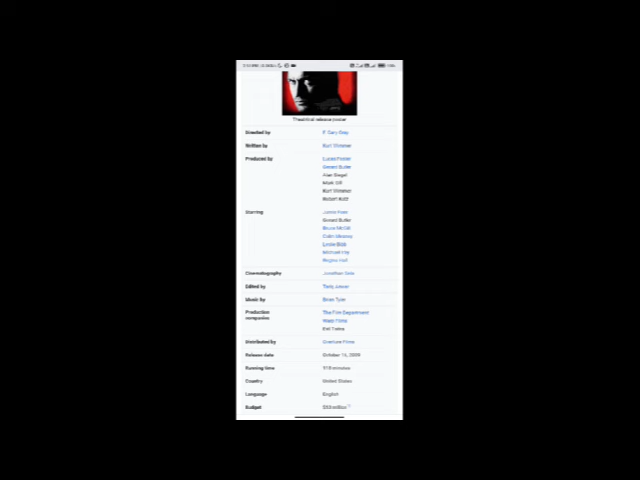 Theatrical release poster
Directed by F. Gary Gray
Written by Kurt Wimmer
Produced by Lucas Foster
Gerard Butler
Alan Siegel
Mark Gill
Kurt Wimmer
Robert Katz
Starring Jamie Foxx
Gerard Butler
Bruce McGill
Colm Meaney
Leslie Bibb
Michael Irby
Regina Hall
Cinematography Jonathan Sela
Edited by Tariq Anwar
Music by Brian Tyler
Production The Film Department
companies
Warp Films
Evil Twins
Distributed by Overture Films
Release date October 16, 2009
Running time minutes
Country United States
Language English
Budget million